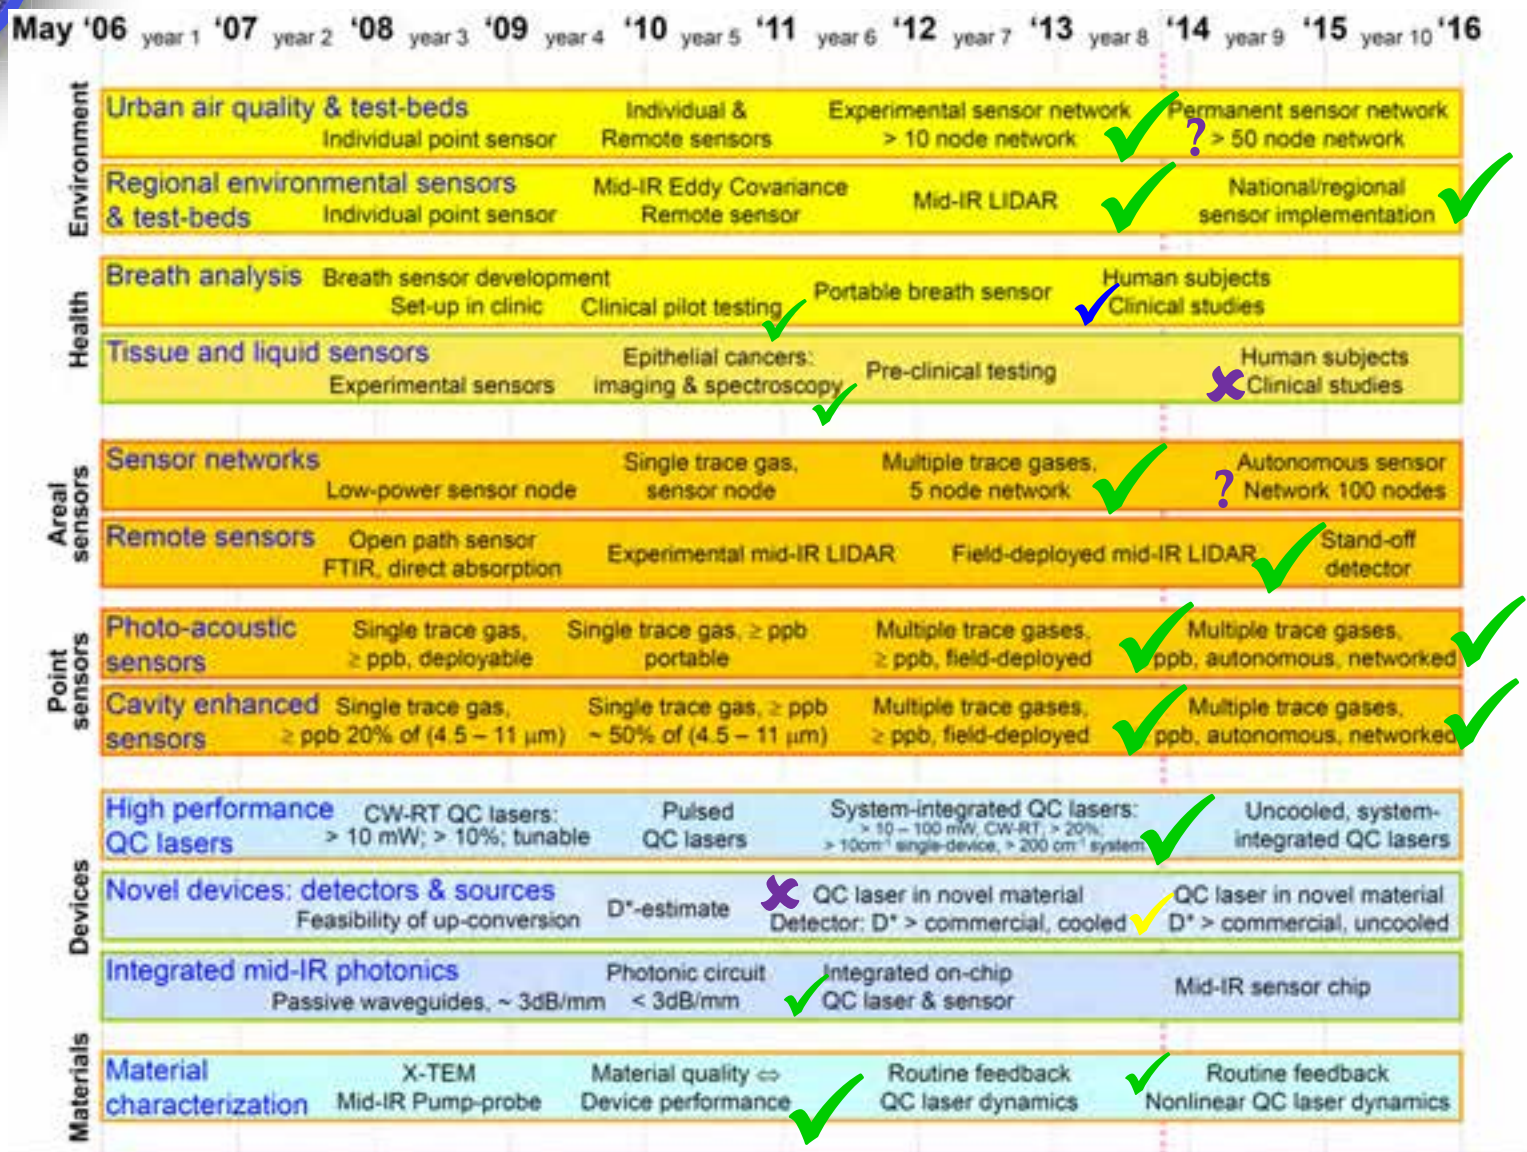 May '06 year 1 '07 year 2 '08 year 3 '09 year 4 '10 year 5 '11 year 6 '12 year 7 '13 year 8 '14 year 9 '15 year 10 '16
Environment
Urban air quality & test-beds
Individual point sensor
Individual &
Remote sensors
Experimental sensor network
> 10 node network
Permanent sensor network
? > 50 node network
Regional environmental sensors
& test-beds
Individual point sensor
Mid-IR Eddy Covariance
Remote sensor
Mid-IR LIDAR
National/regional
sensor implementation
Health
Breath analysis
Breath sensor development
Set-up in clinic
Clinical pilot testing
Portable breath sensor
Human subjects
Clinical studies
Tissue and liquid sensors
Experimental sensors
Epithelial cancers:
imaging & spectroscopy
Pre-clinical testing
Human subjects
Clinical studies
Areal
sensors
Sensor networks
Low-power sensor node
Single trace gas,
sensor node
Multiple trace gases,
5 node network
?
Autonomous sensor
Network 100 nodes
Remote sensors
Open path sensor
FTIR, direct absorption
Experimental mid-IR LIDAR
Field-deployed mid-IR LIDAR
Stand-off
detector
Point
sensors
Photo-acoustic
sensors
Single trace gas,
≥ ppb, deployable
Single trace gas, ≥ ppb
portable
Multiple trace gases,
≥ ppb, field-deployed
Multiple trace gases,
ppb, autonomous, networked
Cavity enhanced
sensors
Single trace gas,
≥ ppb 20% of (4.5 – 11 µm)
Single trace gas, ≥ ppb
~ 50% of (4.5 – 11 µm)
Multiple trace gases,
≥ ppb, field-deployed
Multiple trace gases,
ppb, autonomous, networked
Devices
High performance
QC lasers
CW-RT QC lasers:
> 10 mW; > 10%; tunable
Pulsed
QC lasers
System-integrated QC lasers:
> 10 – 100 mW, CW-RT, > 20%;
> 10cm⁻¹ single-device, > 200 cm⁻¹ system
Uncooled, system-
integrated QC lasers
Novel devices: detectors & sources
Feasibility of up-conversion
D*-estimate
QC laser in novel material
Detector: D* > commercial, cooled
QC laser in novel material
D* > commercial, uncooled
Integrated mid-IR photonics
Passive waveguides, ~ 3dB/mm
Photonic circuit
< 3dB/mm
Integrated on-chip
QC laser & sensor
Mid-IR sensor chip
Materials
Material
characterization
X-TEM
Mid-IR Pump-probe
Material quality ⇔
Device performance
Routine feedback
QC laser dynamics
Routine feedback
Nonlinear QC laser dynamics